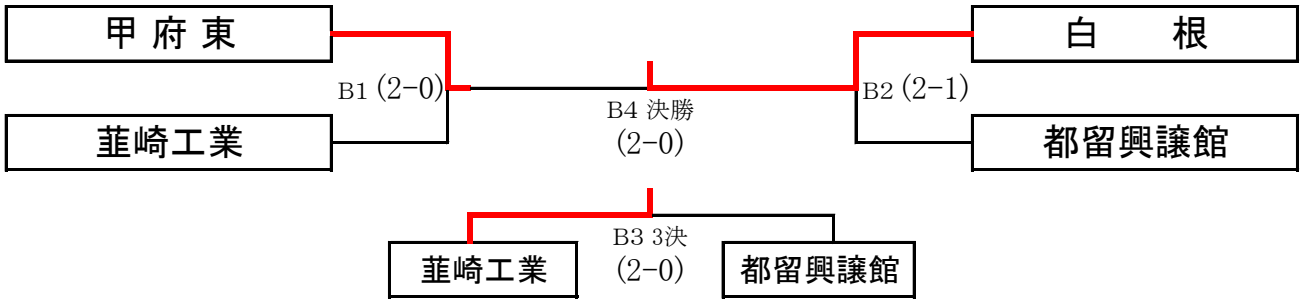 甲 府 東
白　　根
B1 (2-0)
B2 (2-1)
B4 決勝
(2-0)
韮崎工業
都留興譲館
B3 3決
(2-0)
韮崎工業
都留興譲館